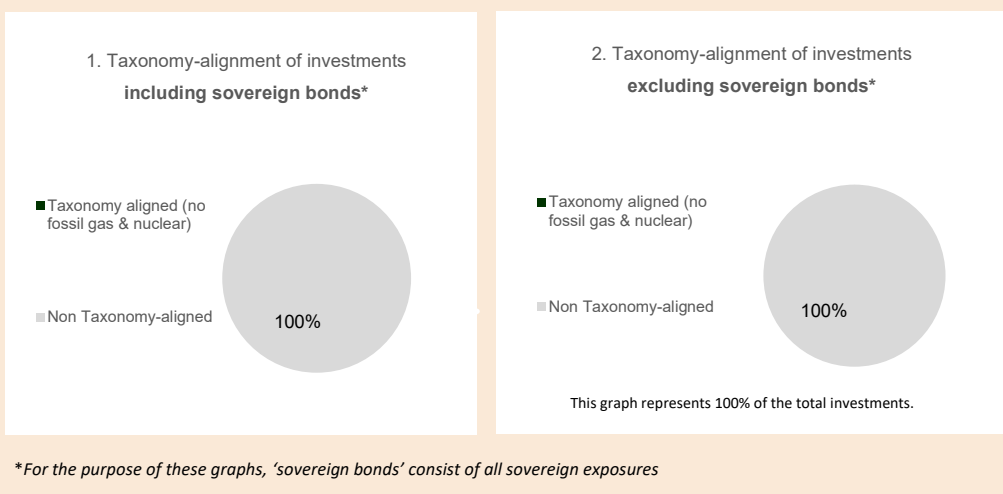 1. Taxonomy-alignment of investments
including sovereign bonds*
Taxonomy aligned (no
fossil gas & nuclear)
Non Taxonomy-aligned
100%
2. Taxonomy-alignment of investments
excluding sovereign bonds*
Taxonomy aligned (no
fossil gas & nuclear)
Non Taxonomy-aligned
100%
This graph represents 100% of the total investments.
*For the purpose of these graphs, ‘sovereign bonds’ consist of all sovereign exposures